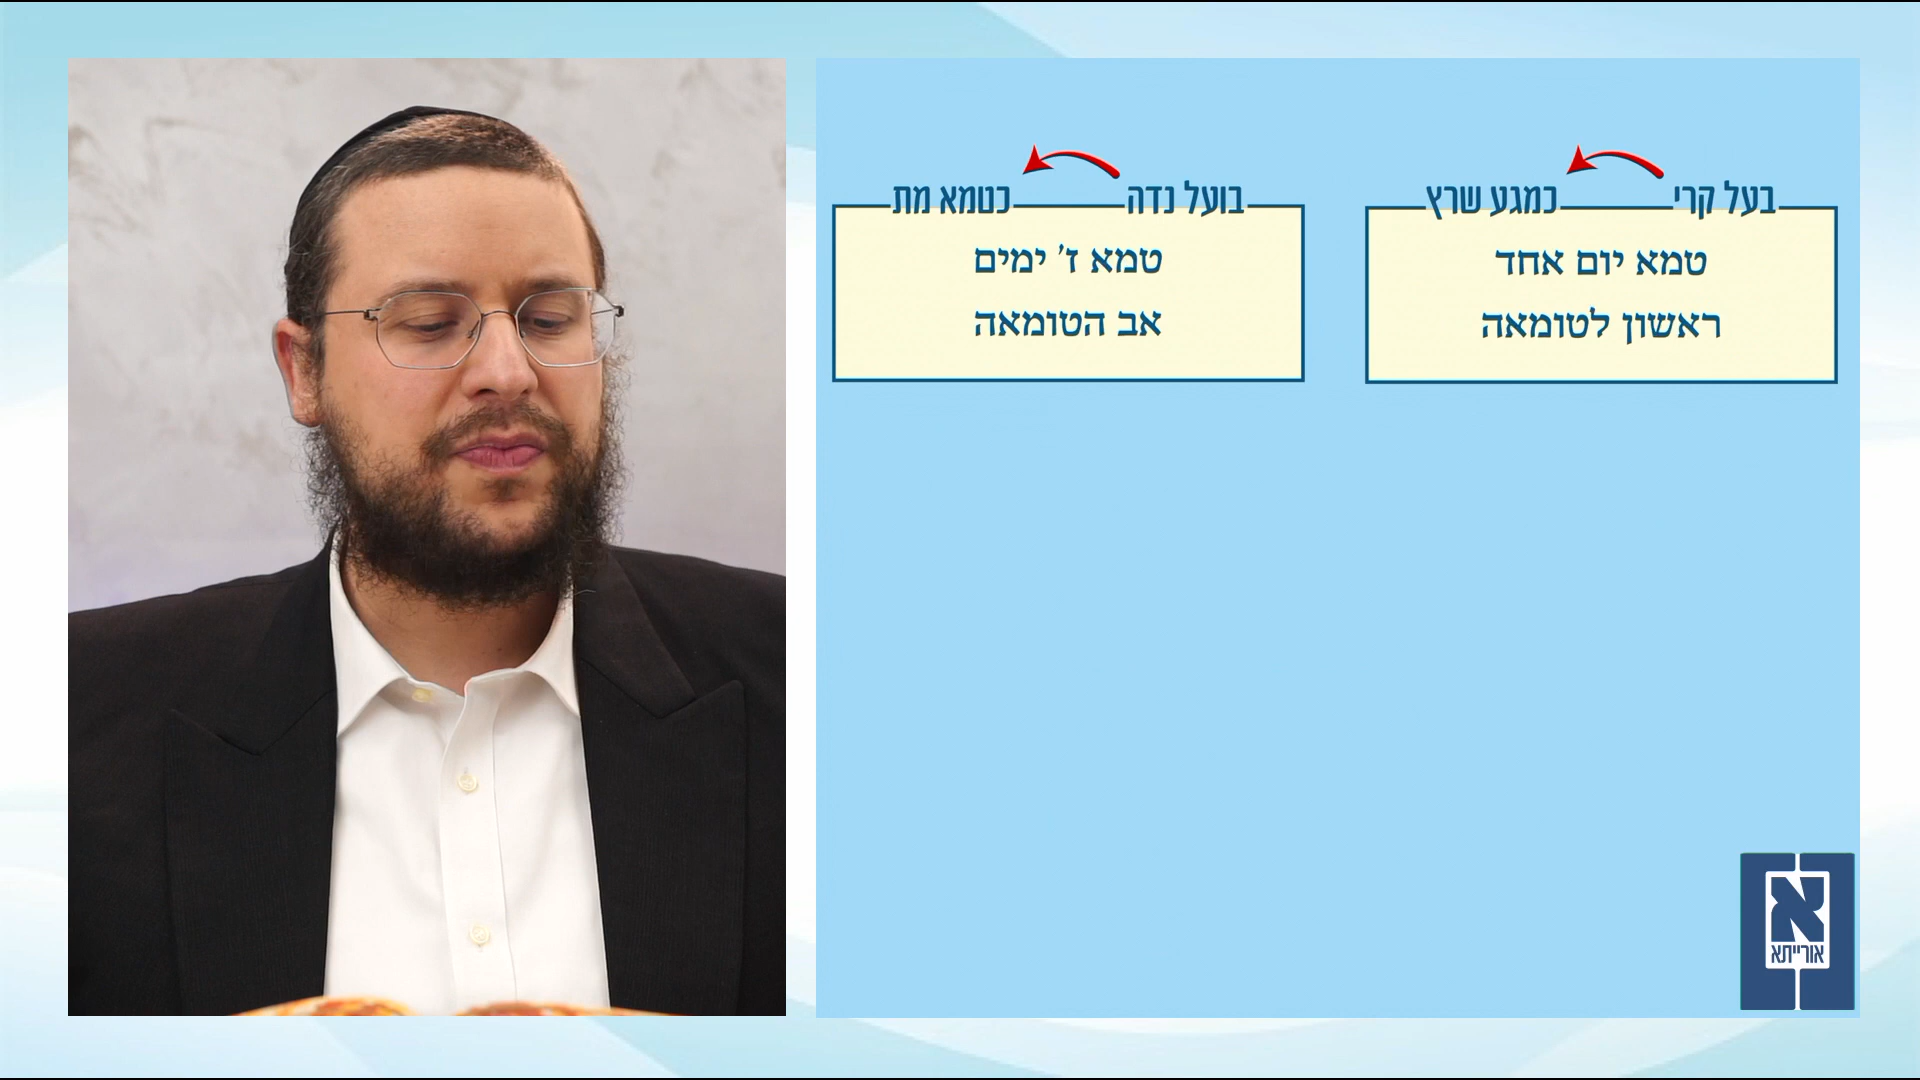 בעל קרי כמגע שרץ
טמא יום אחד
ראשון לטומאה
בועל נדה כטמא מת
טמא ז' ימים
אב הטומאה
א
אורייתא